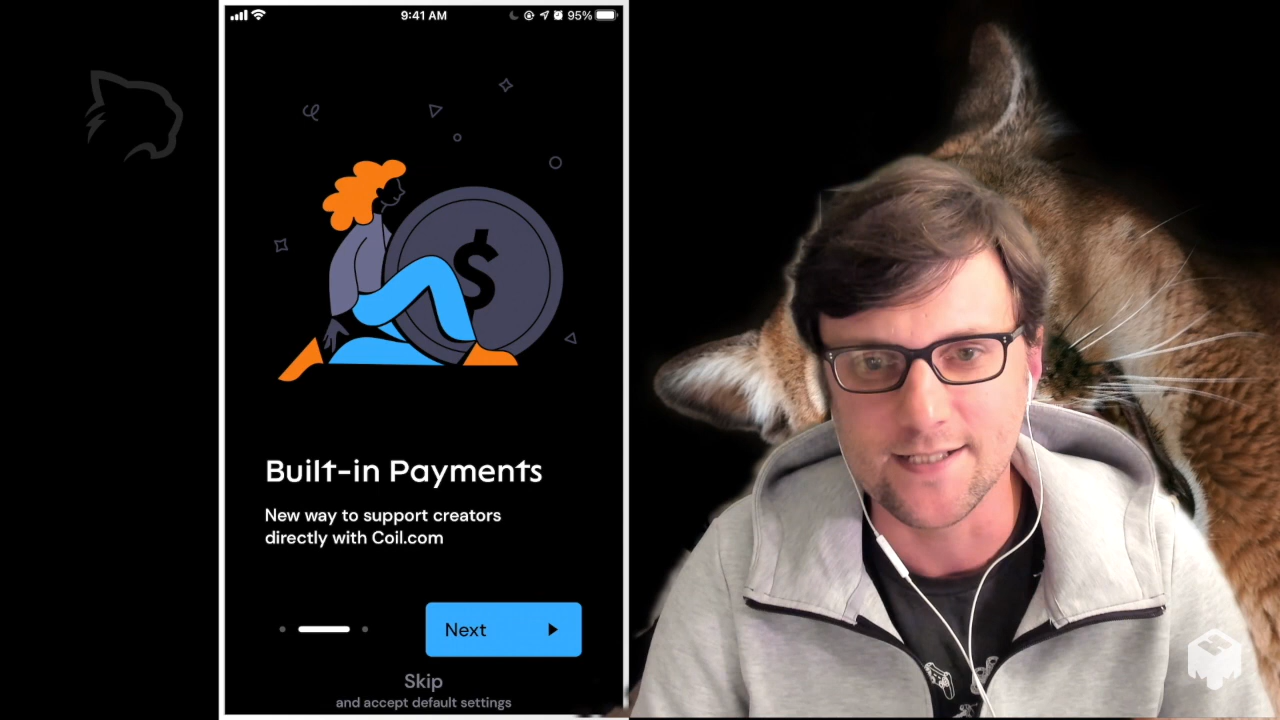 9:41 AM
95%
$
Built-in Payments
New way to support creators
directly with Coil.com
Next
Skip
and accept default settings